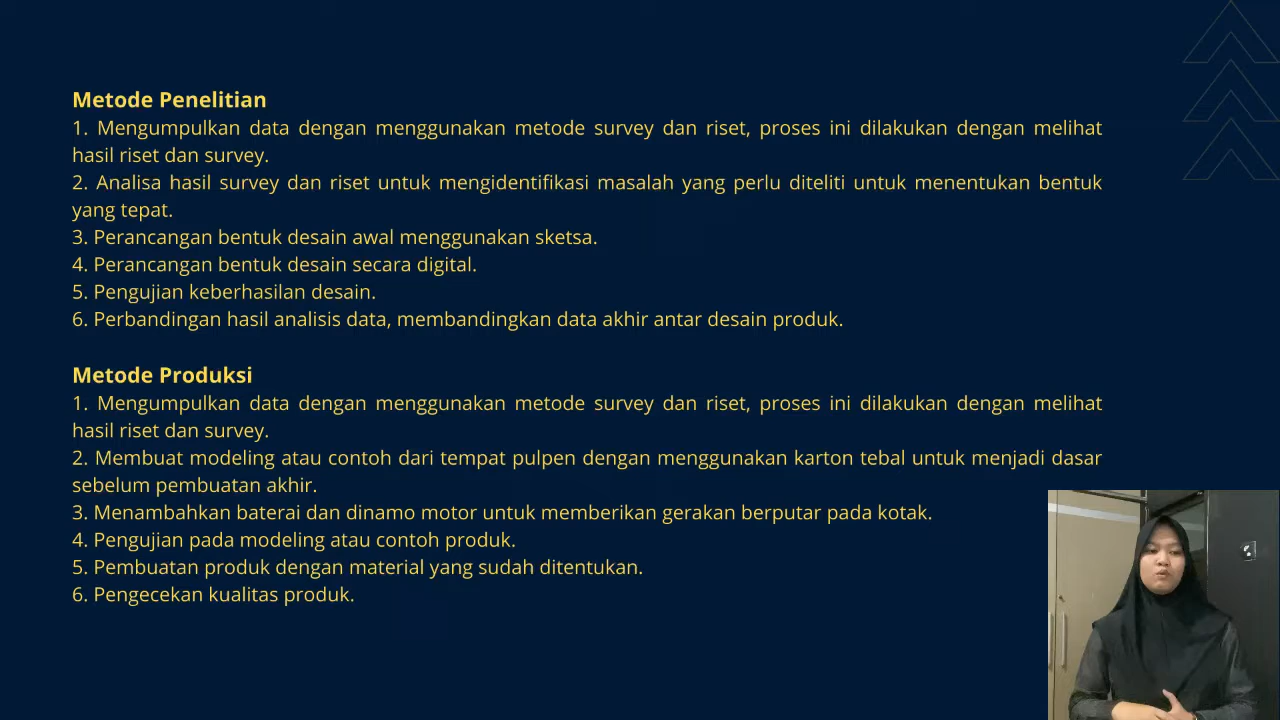 Metode Penelitian
1. Mengumpulkan data dengan menggunakan metode survey dan riset, proses ini dilakukan dengan melihat
hasil riset dan survey.
2. Analisa hasil survey dan riset untuk mengidentifikasi masalah yang perlu diteliti untuk menentukan bentuk
yang tepat.
3. Perancangan bentuk desain awal menggunakan sketsa.
4. Perancangan bentuk desain secara digital.
5. Pengujian keberhasilan desain.
6. Perbandingan hasil analisis data, membandingkan data akhir antar desain produk.
Metode Produksi
1. Mengumpulkan data dengan menggunakan metode survey dan riset, proses ini dilakukan dengan melihat
hasil riset dan survey.
2. Membuat modeling atau contoh dari tempat pulpen dengan menggunakan karton tebal untuk menjadi dasar
sebelum pembuatan akhir.
3. Menambahkan baterai dan dinamo motor untuk memberikan gerakan berputar pada kotak.
4. Pengujian pada modeling atau contoh produk.
5. Pembuatan produk dengan material yang sudah ditentukan.
6. Pengecekan kualitas produk.